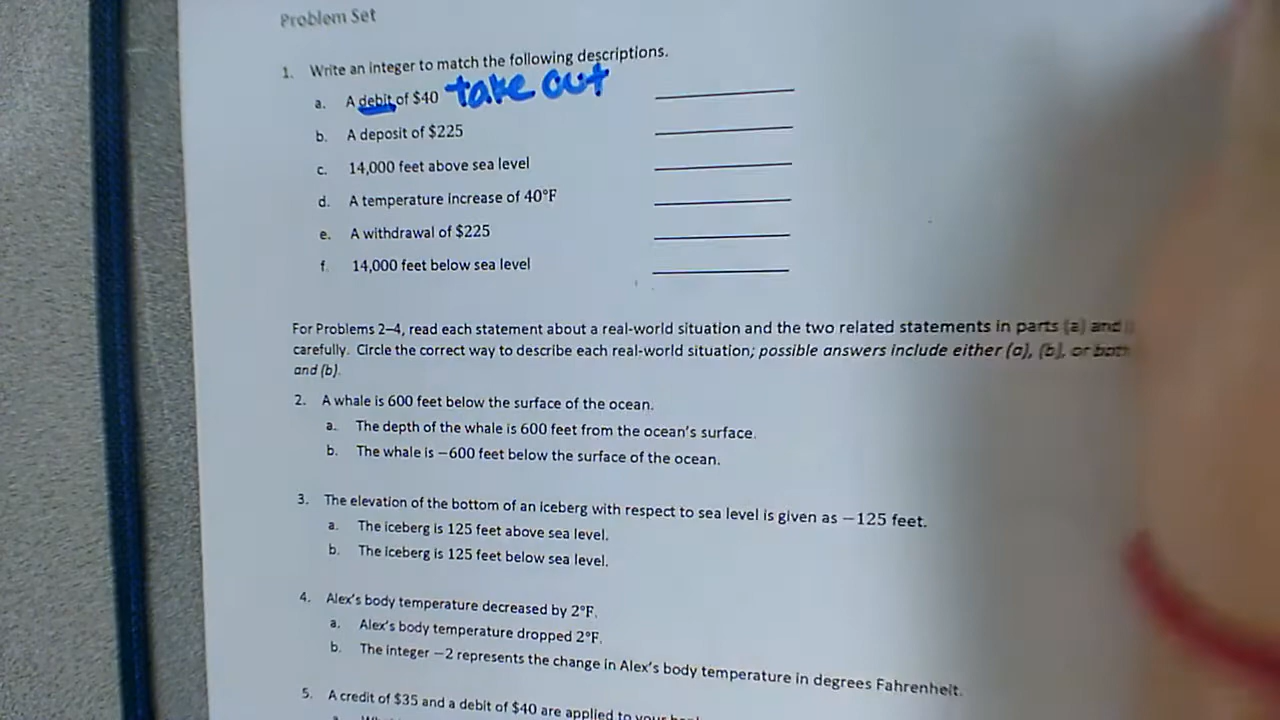 Problem Set
1. Write an integer to match the following descriptions.
a. A debit of $40 take out
b. A deposit of $225
c. 14,000 feet above sea level
d. A temperature increase of 40°F
e. A withdrawal of $225
f. 14,000 feet below sea level
For Problems 2–4, read each statement about a real-world situation and the two related statements in parts (a) and
carefully. Circle the correct way to describe each real-world situation; possible answers include either (a), (b), or both
and (b).
2. A whale is 600 feet below the surface of the ocean.
a. The depth of the whale is 600 feet from the ocean's surface.
b. The whale is −600 feet below the surface of the ocean.
3. The elevation of the bottom of an iceberg with respect to sea level is given as −125 feet.
a. The iceberg is 125 feet above sea level.
b. The iceberg is 125 feet below sea level.
4. Alex's body temperature decreased by 2°F.
a. Alex's body temperature dropped 2°F.
b. The integer −2 represents the change in Alex's body temperature in degrees Fahrenheit.
5. A credit of $35 and a debit of $40 are applied to your